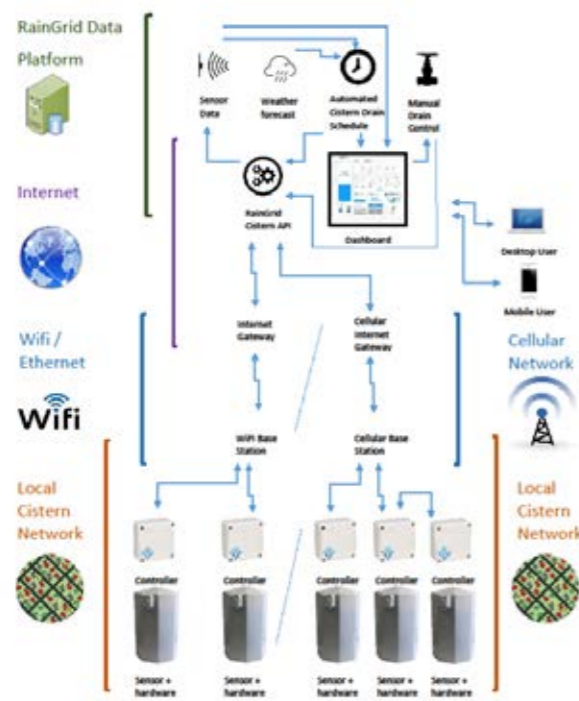 RainGrid Data
Platform
Sensor
Data
Weather
forecast
Automated
Cistern Drain
Schedule
Manual
Drain
Control
Internet
RainGrid
Cistern API
Dashboard
Desktop User
Mobile User
Wifi /
Ethernet
Internet
Gateway
Cellular
Internet
Gateway
Cellular
Network
Wifi
WiFi Base
Station
Cellular Base
Station
Local
Cistern
Network
Local
Cistern
Network
Controller
Controller
Controller
Controller
Controller
Sensor +
hardware
Sensor +
hardware
Sensor +
hardware
Sensor +
hardware
Sensor +
hardware